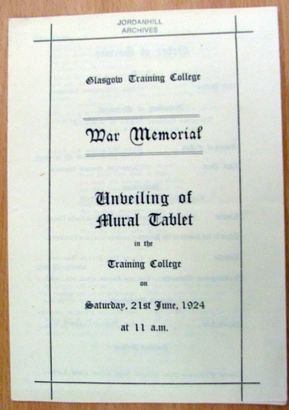 JORDANHILL
ARCHIVES
Glasgow Training College
War Memorial
Unveiling of
Mural Tablet
in the
Training College
on
Saturday, 21st June, 1924
at 11 a.m.